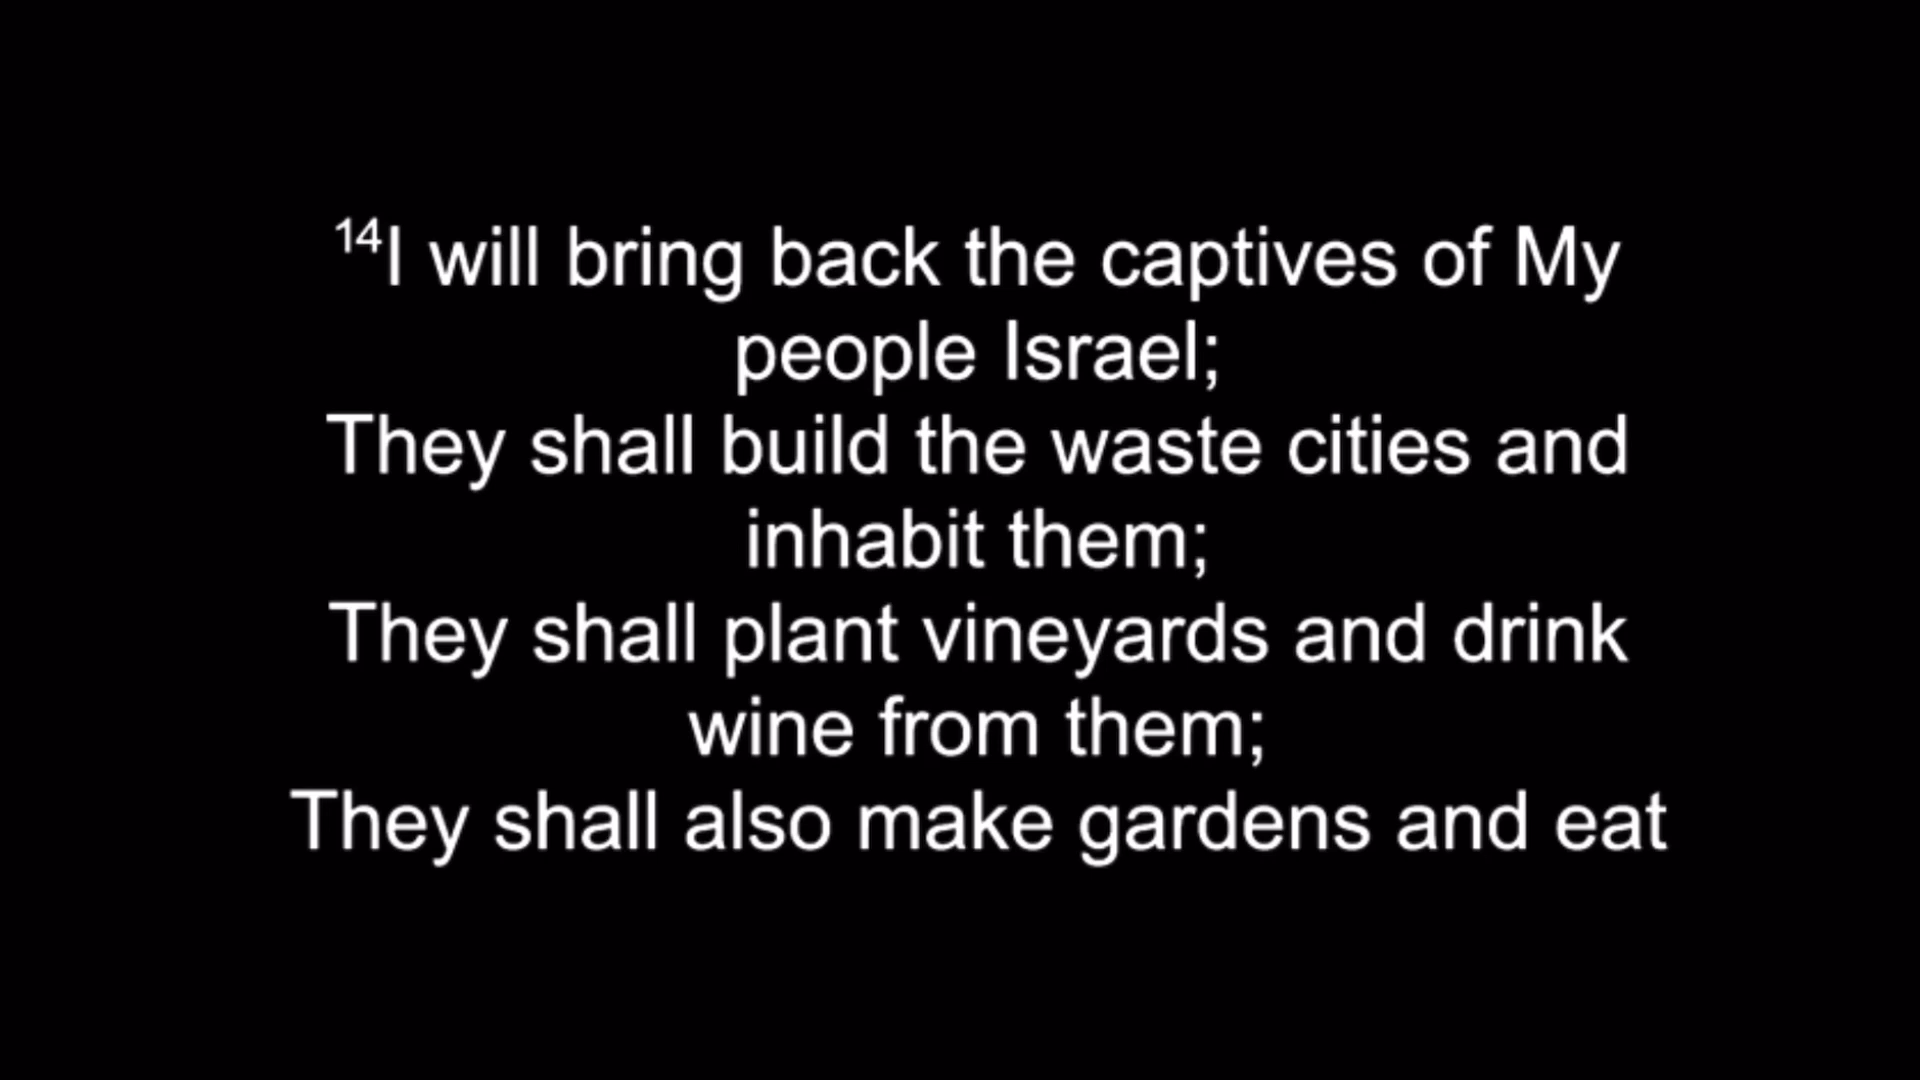 14I will bring back the captives of My
people Israel;
They shall build the waste cities and
inhabit them;
They shall plant vineyards and drink
wine from them;
They shall also make gardens and eat